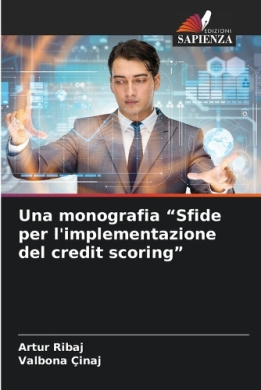 EDIZIONI
SAPIENZA
Una monografia “Sfide
per l'implementazione
del credit scoring”
Artur Ribaj
Valbona Çinaj